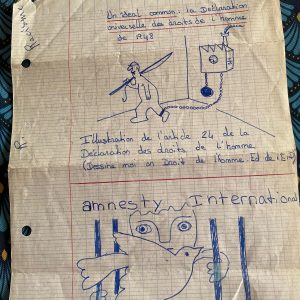 Un idéal commun : la Déclaration
universelle des droits de l'homme
de 1948
Illustration de l'article 24 de la
Déclaration des droits de l'homme
(Dessine moi un Droit de l'Homme. Ed de
amnesty International